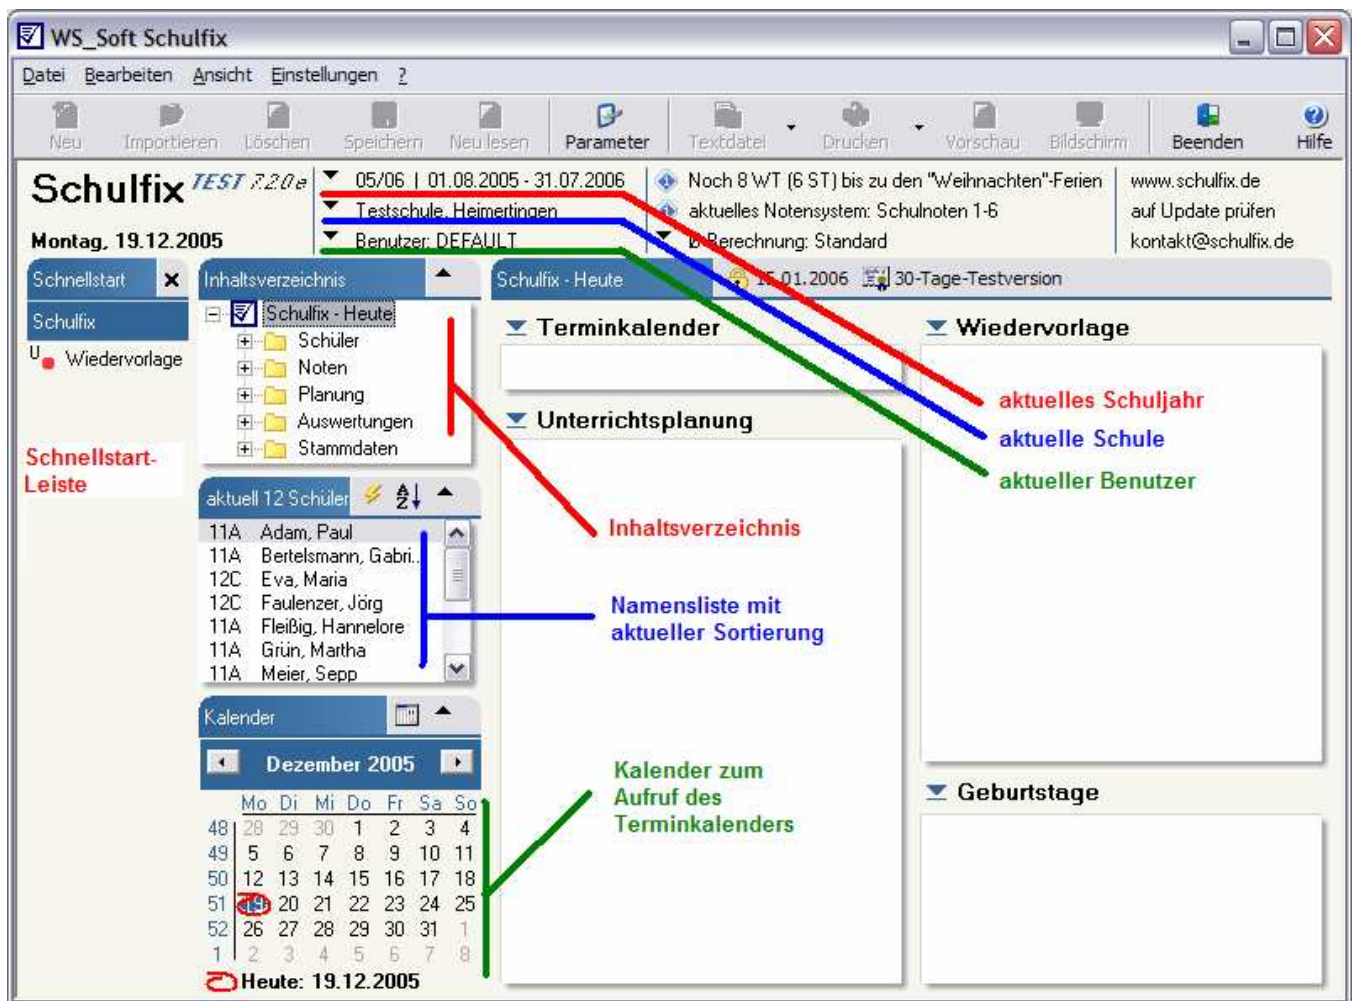 WS_Soft Schulfix
Datei Bearbeiten Ansicht Einstellungen ?
Neu Importieren Löschen Speichern Neu lesen Parameter Textdatei Drucken Vorschau Bildschirm Beenden Hilfe
Schulfix TEST 7.2.0e
Montag, 19.12.2005
05/06 | 01.08.2005 - 31.07.2006
Testschule, Heimertingen
Benutzer: DEFAULT
Noch 8 WT (6 ST) bis zu den "Weihnachten"-Ferien
aktuelles Notensystem: Schulnoten 1-6
Ø-Berechnung: Standard
www.schulfix.de
auf Update prüfen
kontakt@schulfix.de
Schnellstart
Schulfix
U Wiedervorlage
Schnellstart-
Leiste
Inhaltsverzeichnis
Schulfix - Heute
Schüler
Noten
Planung
Auswertungen
Stammdaten
aktuell 12 Schüler
11A Adam, Paul
11A Bertelsmann, Gabri..
12C Eva, Maria
12C Faulenzer, Jörg
11A Fleißig, Hannelore
11A Grün, Martha
11A Meier, Sepp
Kalender
Dezember 2005
Mo Di Mi Do Fr Sa So
48 28 29 30 1 2 3 4
49 5 6 7 8 9 10 11
50 12 13 14 15 16 17 18
51 19 20 21 22 23 24 25
52 26 27 28 29 30 31 1
1 2 3 4 5 6 7 8
Heute: 19.12.2005
Schulfix - Heute 15.01.2006 30-Tage-Testversion
Terminkalender
Unterrichtsplanung
Inhaltsverzeichnis
Namensliste mit
aktueller Sortierung
Kalender zum
Aufruf des
Terminkalenders
Wiedervorlage
aktuelles Schuljahr
aktuelle Schule
aktueller Benutzer
Geburtstage